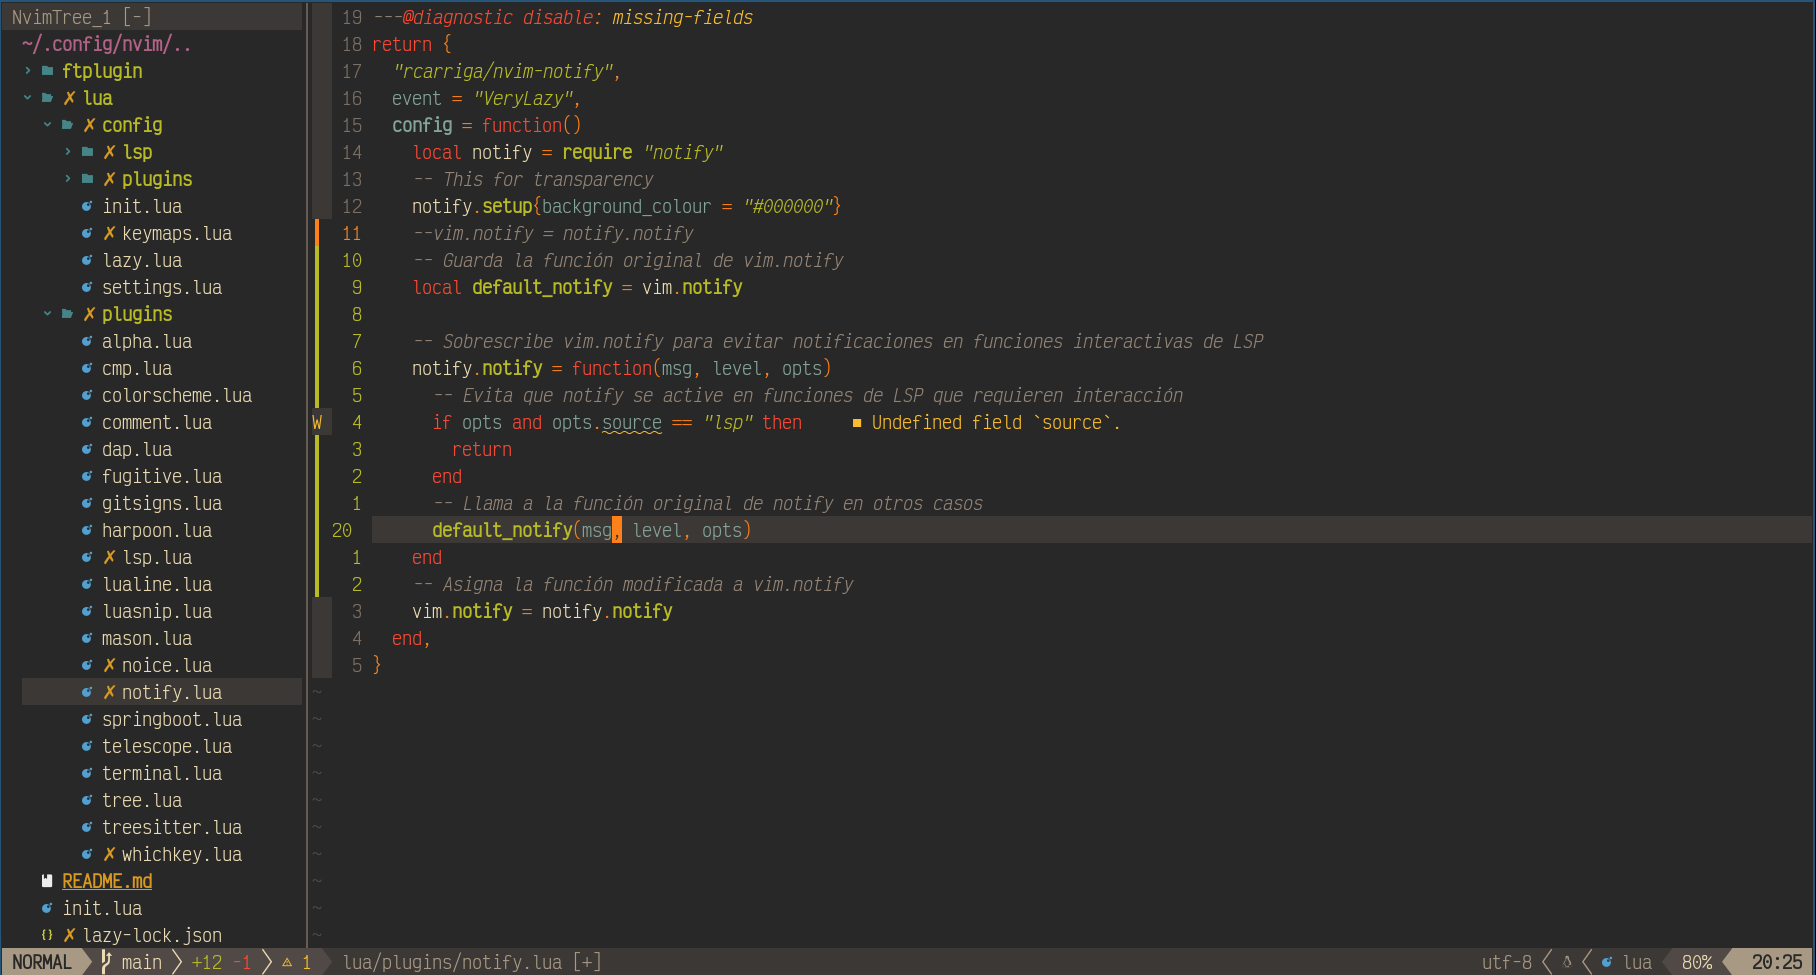 NvimTree_1 [-]
~/.config/nvim/..
ftplugin
✗ lua
✗ config
✗ lsp
✗ plugins
init.lua
✗ keymaps.lua
lazy.lua
settings.lua
✗ plugins
alpha.lua
cmp.lua
colorscheme.lua
comment.lua
dap.lua
fugitive.lua
gitsigns.lua
harpoon.lua
✗ lsp.lua
lualine.lua
luasnip.lua
mason.lua
✗ noice.lua
✗ notify.lua
springboot.lua
telescope.lua
terminal.lua
tree.lua
treesitter.lua
✗ whichkey.lua
README.md
init.lua
{} ✗ lazy-lock.json
19 ---@diagnostic disable: missing-fields
18 return {
17   "rcarriga/nvim-notify",
16   event = "VeryLazy",
15   config = function()
14     local notify = require "notify"
13     -- This for transparency
12     notify.setup{background_colour = "#000000"}
11     --vim.notify = notify.notify
10     -- Guarda la función original de vim.notify
9     local default_notify = vim.notify
8
7     -- Sobrescribe vim.notify para evitar notificaciones en funciones interactivas de LSP
6     notify.notify = function(msg, level, opts)
5       -- Evita que notify se active en funciones de LSP que requieren interacción
W 4       if opts and opts.source == "lsp" then     ■ Undefined field `source`.
3         return
2       end
1       -- Llama a la función original de notify en otros casos
20       default_notify(msg, level, opts)
1     end
2     -- Asigna la función modificada a vim.notify
3     vim.notify = notify.notify
4   end,
5 }
~
~
~
~
~
~
~
~
~
~
NORMAL main +12 -1 ⚠ 1 lua/plugins/notify.lua [+] utf-8 lua 80% 20:25